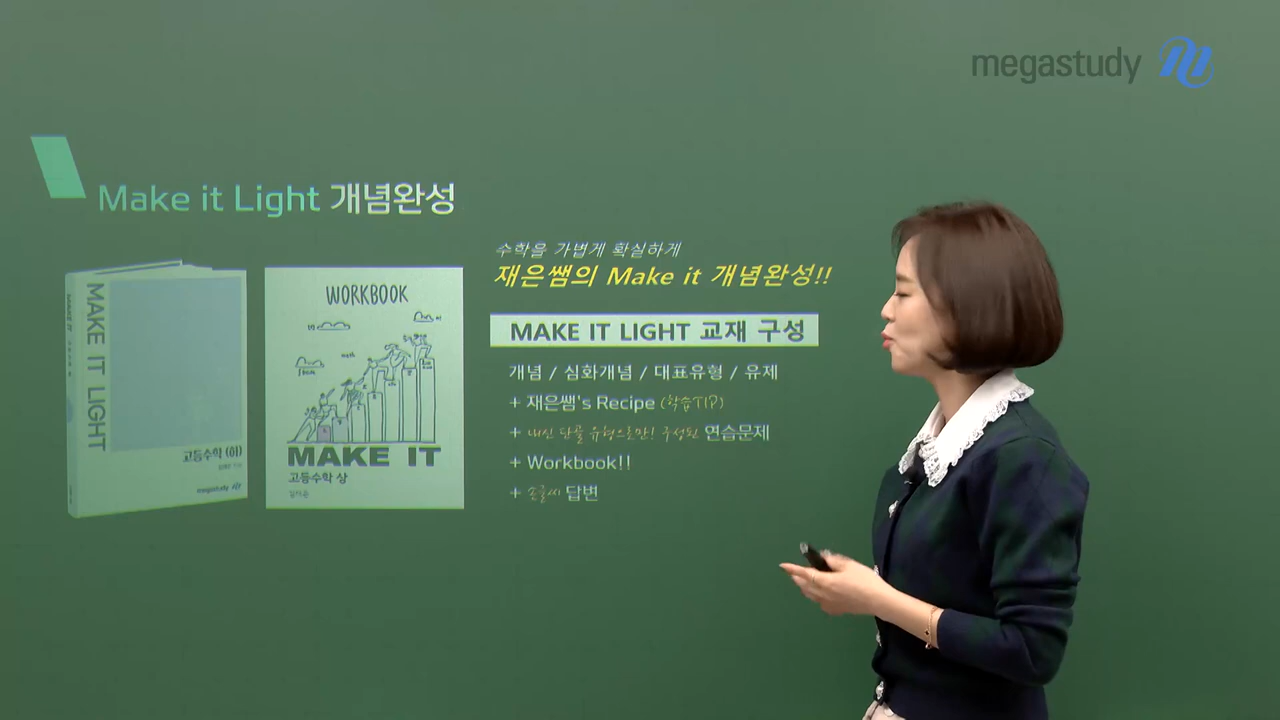 megastudy
Make it Light 개념완성
수학을 가볍게 확실하게
재은쌤의 Make it 개념완성!!
MAKE IT LIGHT 교재 구성
개념 / 심화개념 / 대표유형 / 유제
+ 재은쌤's Recipe (학습TIP)
+ 내신 단골 유형으로만! 구성된 연습문제
+ Workbook!!
+ 손글씨 답변
MAKE IT LIGHT
MAKE IT
고등수학 (하)
megastudy
WORKBOOK
math
MAKE IT
고등수학 상